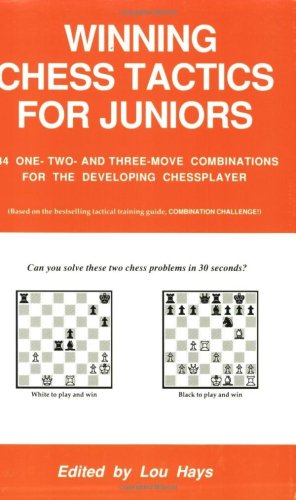 WINNING
CHESS TACTICS
FOR JUNIORS
34 ONE- TWO- AND THREE-MOVE COMBINATIONS
FOR THE DEVELOPING CHESSPLAYER
(Based on the bestselling tactical training guide, COMBINATION CHALLENGE!)
Can you solve these two chess problems in 30 seconds?
White to play and win
Black to play and win
Edited by Lou Hays